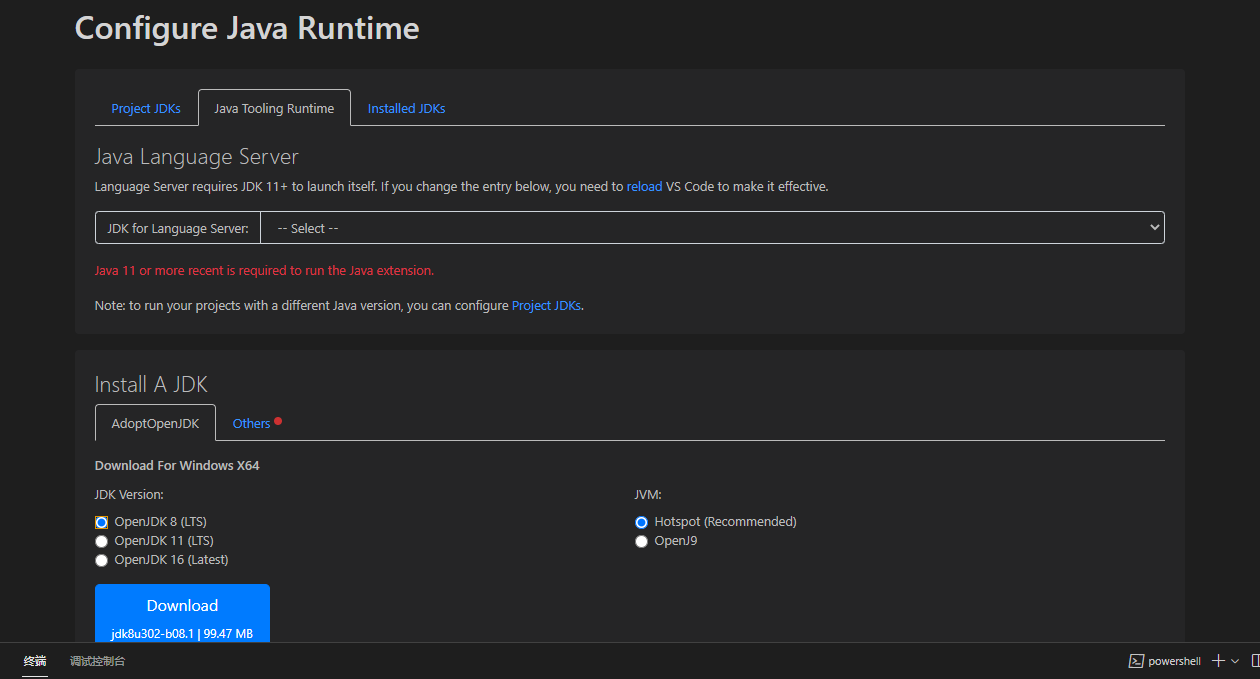 Configure Java Runtime
Project JDKs
Java Tooling Runtime
Installed JDKs
Java Language Server
Language Server requires JDK 11+ to launch itself. If you change the entry below, you need to reload VS Code to make it effective.
JDK for Language Server:
-- Select --
Java 11 or more recent is required to run the Java extension.
Note: to run your projects with a different Java version, you can configure Project JDKs.
Install A JDK
AdoptOpenJDK
Others
Download For Windows X64
JDK Version:
JVM:
OpenJDK 8 (LTS)
Hotspot (Recommended)
OpenJDK 11 (LTS)
OpenJ9
OpenJDK 16 (Latest)
Download
jdk8u302-b08.1 | 99.47 MB
终端
调试控制台
powershell